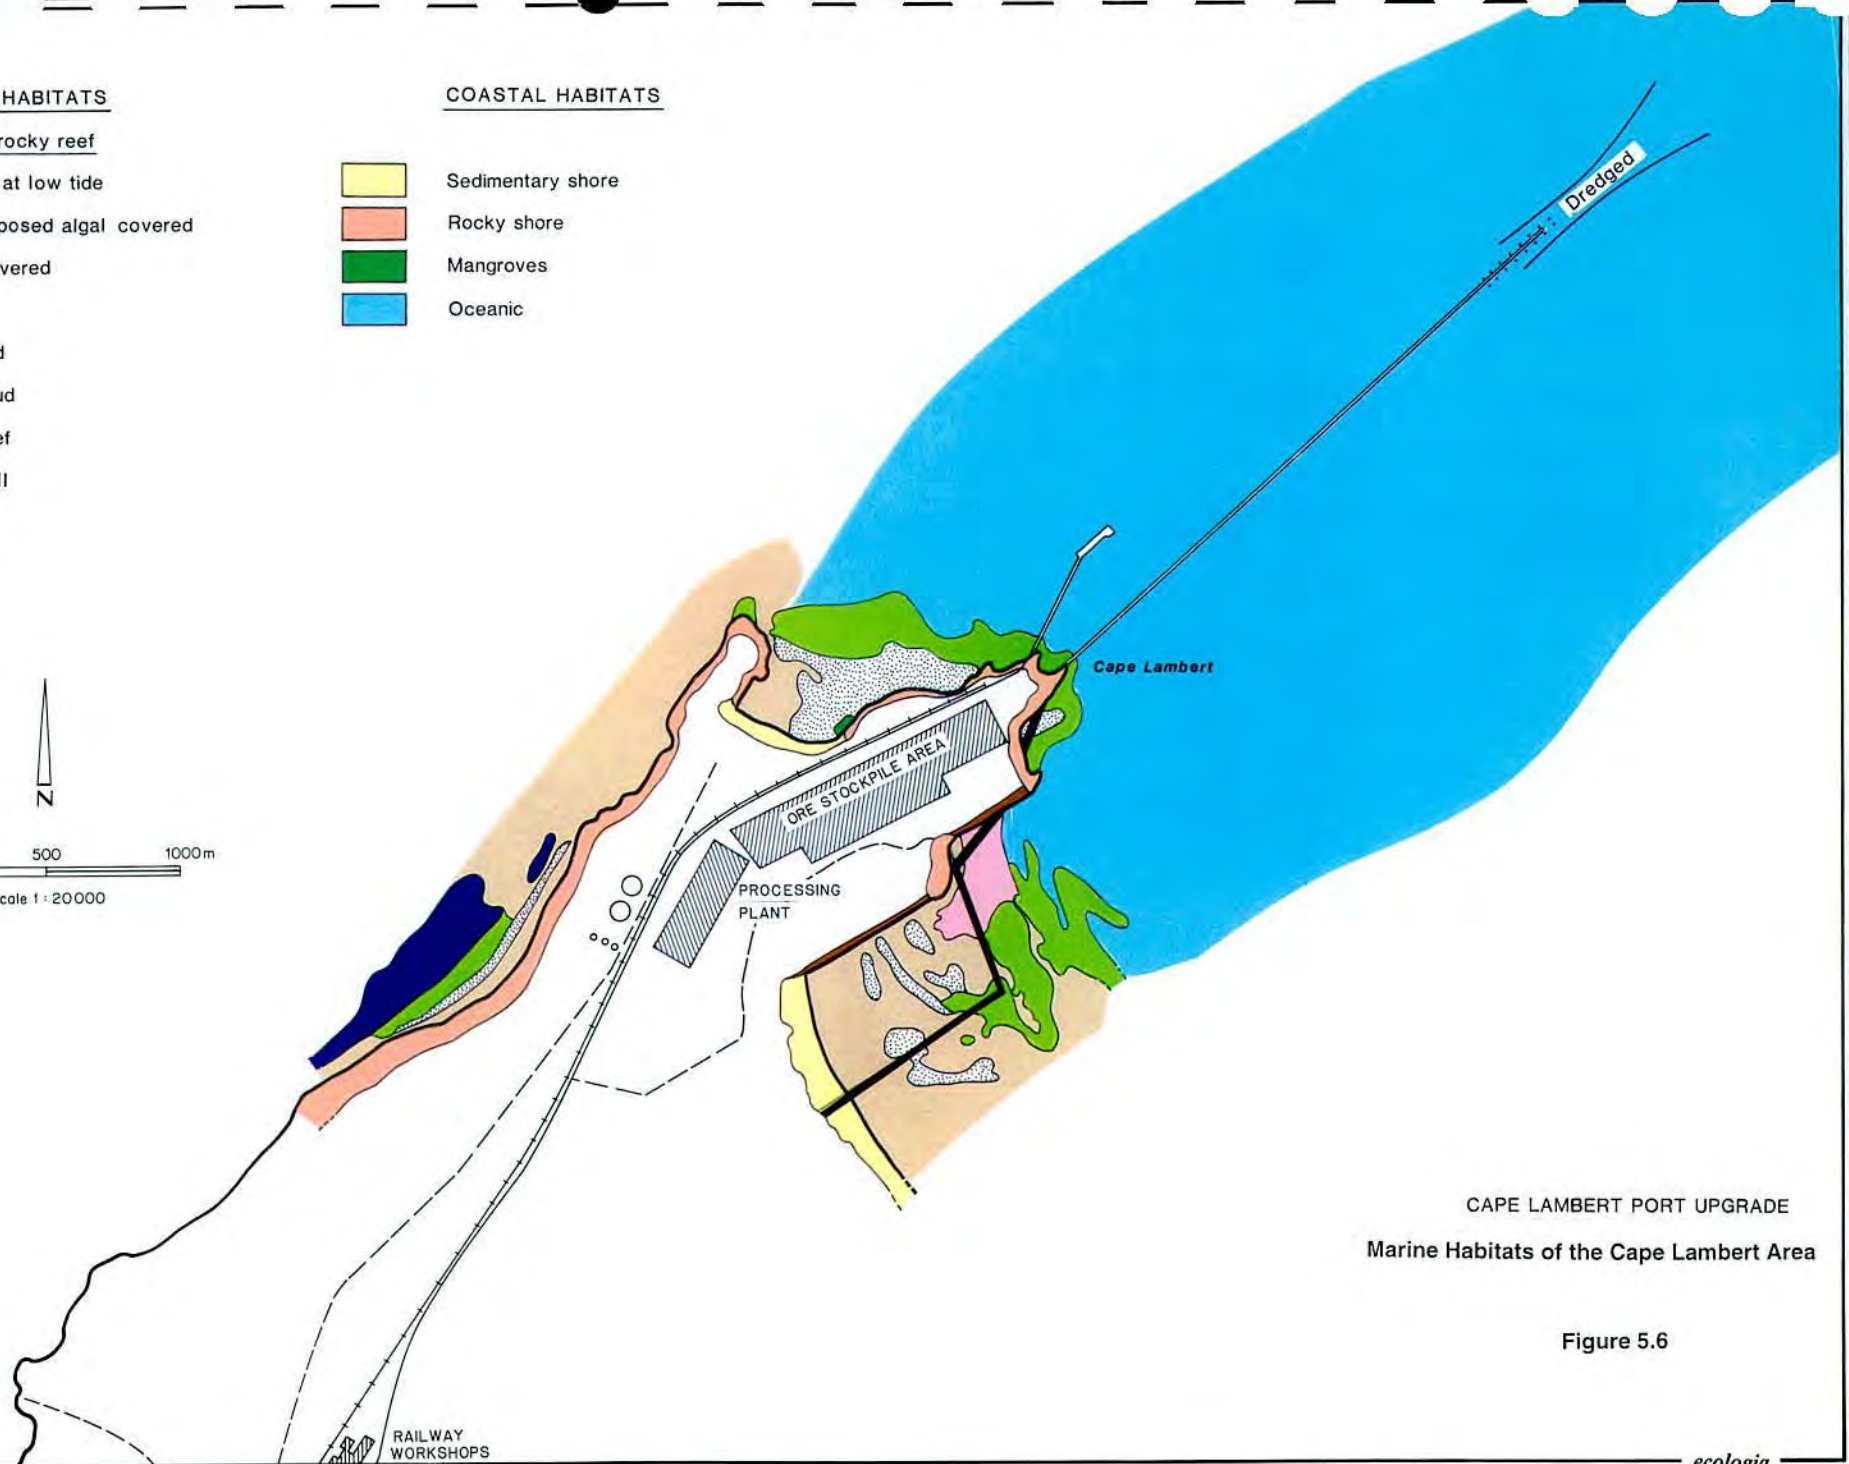 HABITATS
rocky reef
at low tide
posed algal covered
vered
d
ud
ef
ll
COASTAL HABITATS
Sedimentary shore
Rocky shore
Mangroves
Oceanic
Dredged
Cape Lambert
ORE STOCKPILE AREA
PROCESSING
PLANT
N
500 1000m
cale 1 : 20000
RAILWAY
WORKSHOPS
CAPE LAMBERT PORT UPGRADE
Marine Habitats of the Cape Lambert Area
Figure 5.6
ecologia